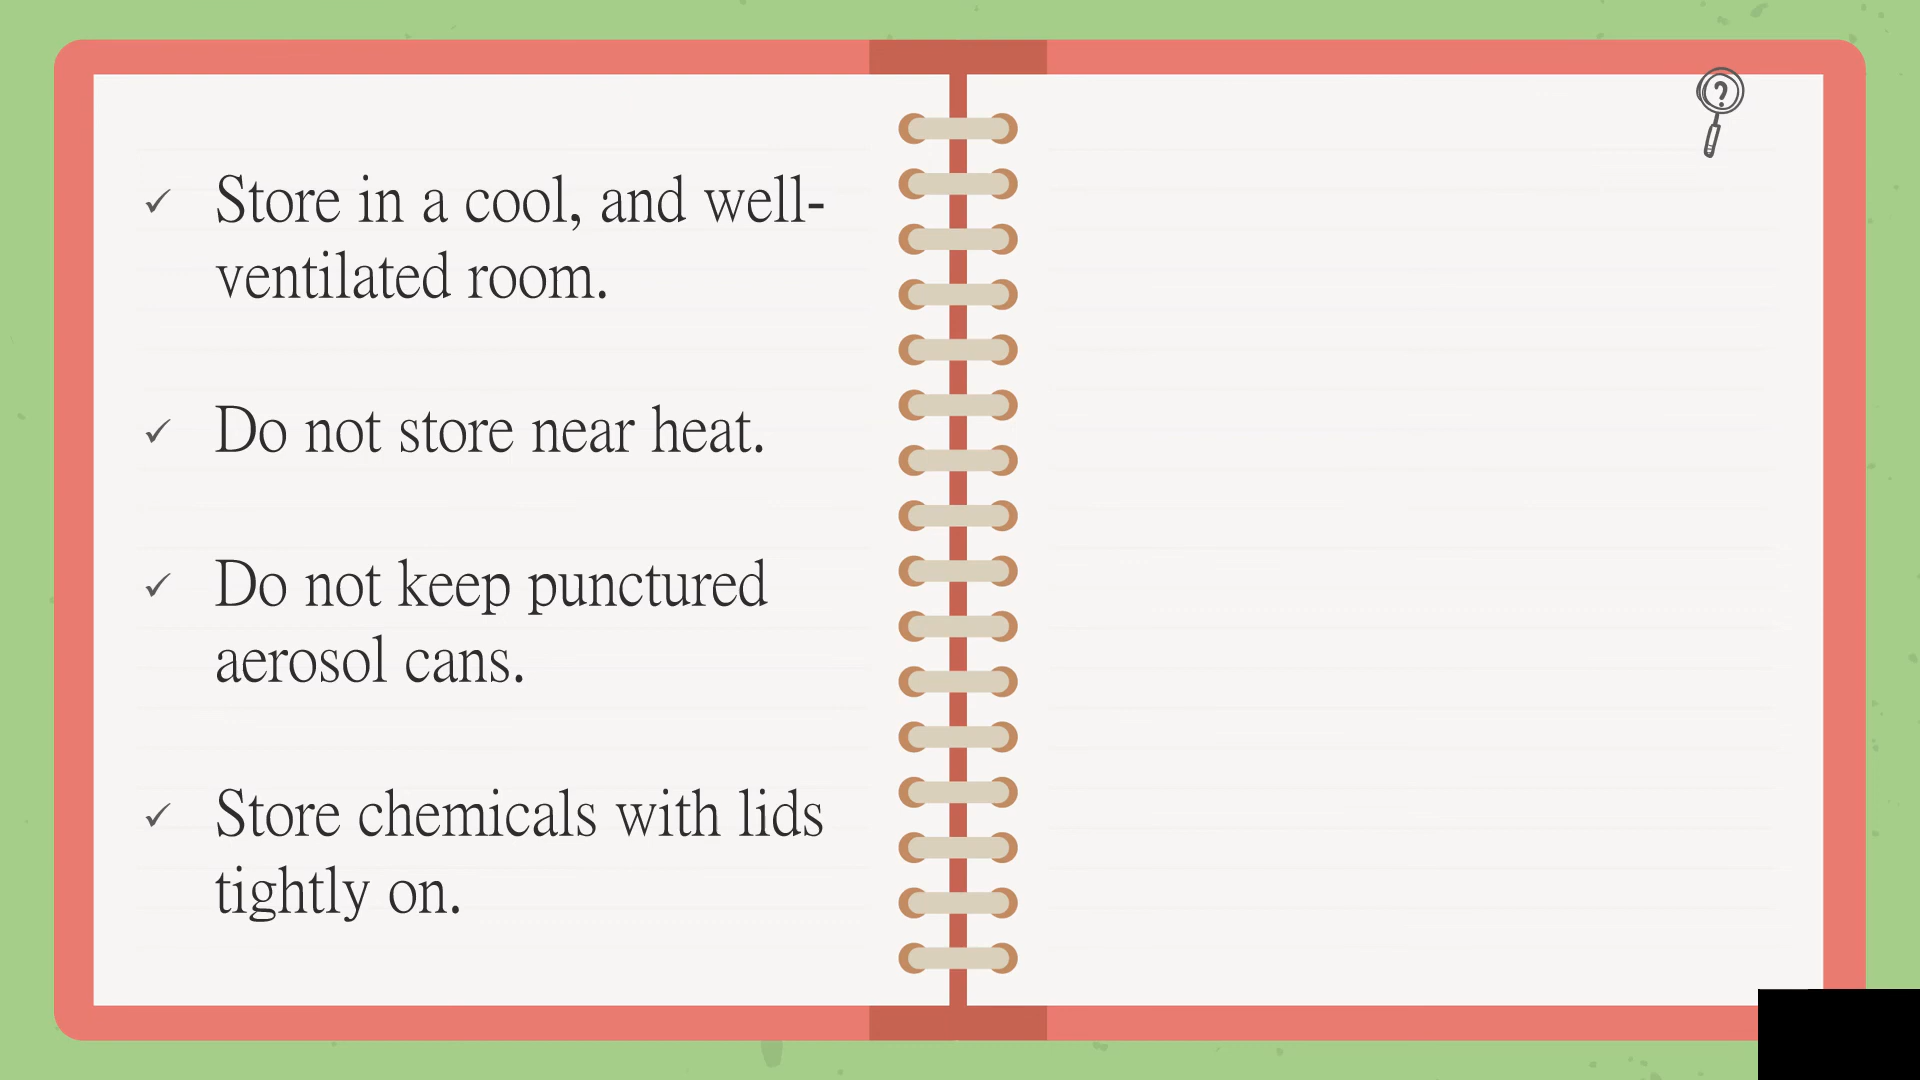 Store in a cool, and well-
ventilated room.
Do not store near heat.
Do not keep punctured
aerosol cans.
Store chemicals with lids
tightly on.
?